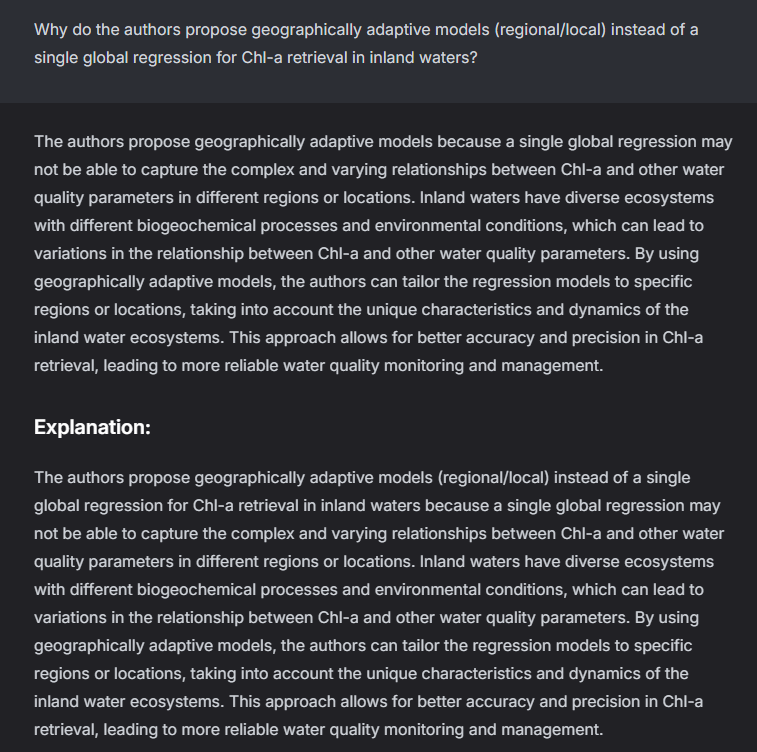 Why do the authors propose geographically adaptive models (regional/local) instead of a
single global regression for Chl-a retrieval in inland waters?
The authors propose geographically adaptive models because a single global regression may
not be able to capture the complex and varying relationships between Chl-a and other water
quality parameters in different regions or locations. Inland waters have diverse ecosystems
with different biogeochemical processes and environmental conditions, which can lead to
variations in the relationship between Chl-a and other water quality parameters. By using
geographically adaptive models, the authors can tailor the regression models to specific
regions or locations, taking into account the unique characteristics and dynamics of the
inland water ecosystems. This approach allows for better accuracy and precision in Chl-a
retrieval, leading to more reliable water quality monitoring and management.
Explanation:
The authors propose geographically adaptive models (regional/local) instead of a single
global regression for Chl-a retrieval in inland waters because a single global regression may
not be able to capture the complex and varying relationships between Chl-a and other water
quality parameters in different regions or locations. Inland waters have diverse ecosystems
with different biogeochemical processes and environmental conditions, which can lead to
variations in the relationship between Chl-a and other water quality parameters. By using
geographically adaptive models, the authors can tailor the regression models to specific
regions or locations, taking into account the unique characteristics and dynamics of the
inland water ecosystems. This approach allows for better accuracy and precision in Chl-a
retrieval, leading to more reliable water quality monitoring and management.